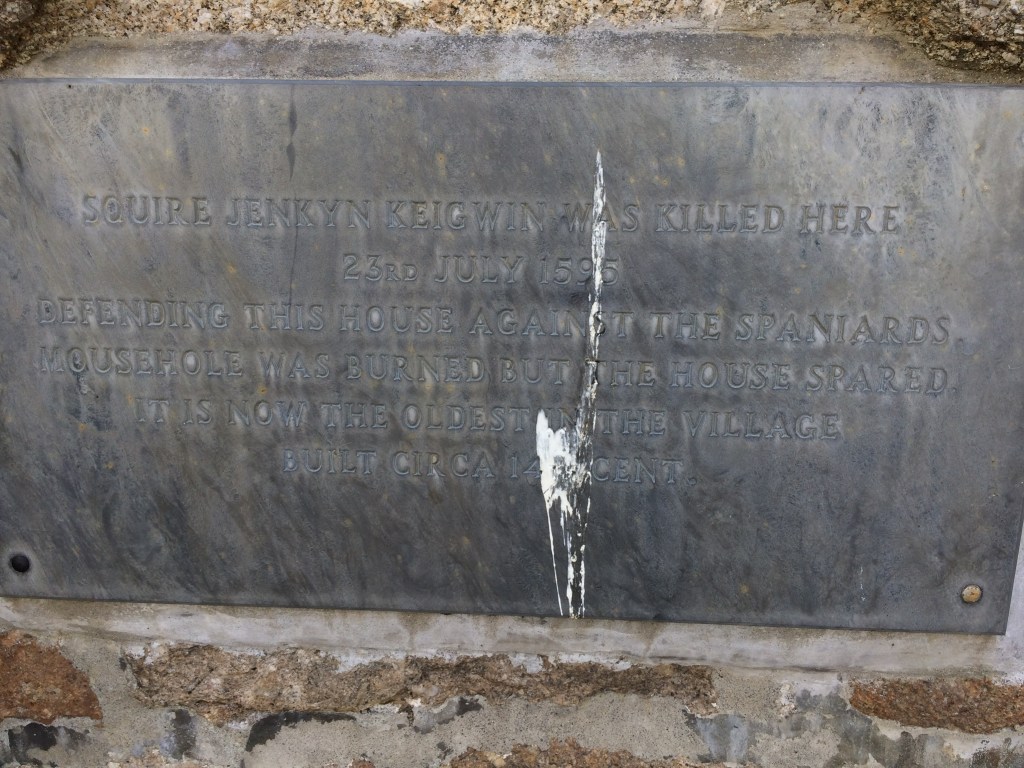 SQUIRE JENKYN KEIGWIN WAS KILLED HERE
23RD JULY 1595
DEFENDING THIS HOUSE AGAINST THE SPANIARDS.
MOUSEHOLE WAS BURNED BUT THE HOUSE SPARED.
IT IS NOW THE OLDEST IN THE VILLAGE
BUILT CIRCA CENT.